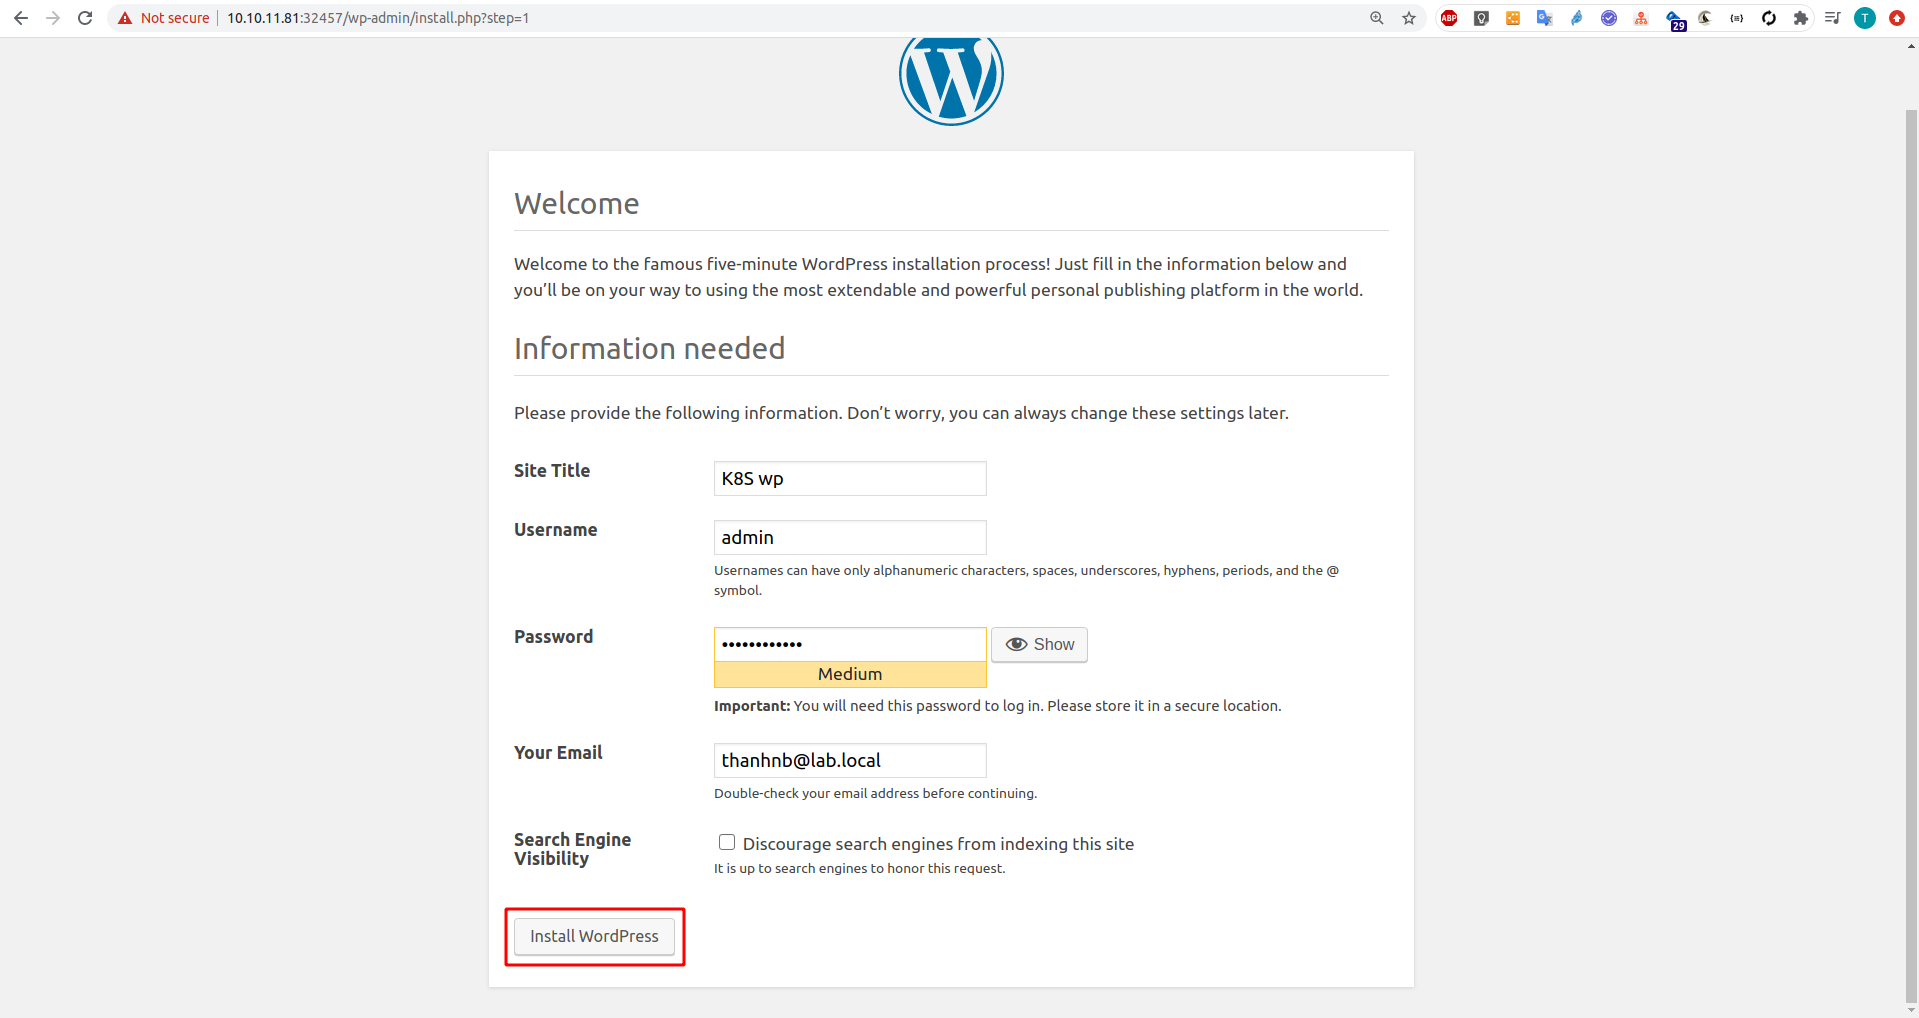 Not secure 10.10.11.81:32457/wp-admin/install.php?step=1
ABP
29
T
W
Welcome
Welcome to the famous five-minute WordPress installation process! Just fill in the information below and
you’ll be on your way to using the most extendable and powerful personal publishing platform in the world.
Information needed
Please provide the following information. Don’t worry, you can always change these settings later.
Site Title
K8S wp
Username
admin
Usernames can have only alphanumeric characters, spaces, underscores, hyphens, periods, and the @
symbol.
Password
••••••••••••
Show
Medium
Important: You will need this password to log in. Please store it in a secure location.
Your Email
thanhnb@lab.local
Double-check your email address before continuing.
Search Engine
Visibility
Discourage search engines from indexing this site
It is up to search engines to honor this request.
Install WordPress